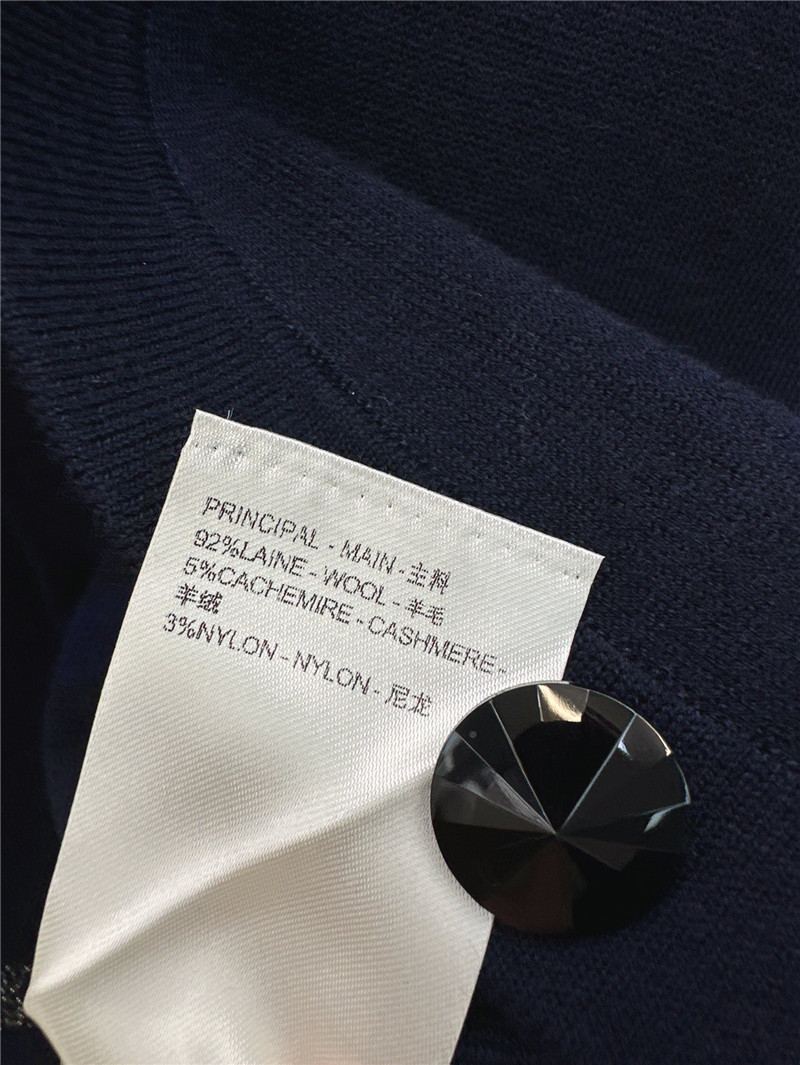 PRINCIPAL - MAIN - 主料
92%LAINE - WOOL - 羊毛
5%CACHEMIRE - CASHMERE -
羊绒
3%NYLON - NYLON - 尼龙